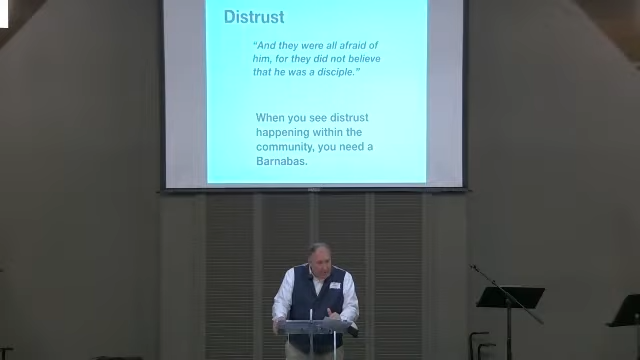 Distrust
"And they were all afraid of
him, for they did not believe
that he was a disciple."
When you see distrust
happening within the
community, you need a
Barnabas.